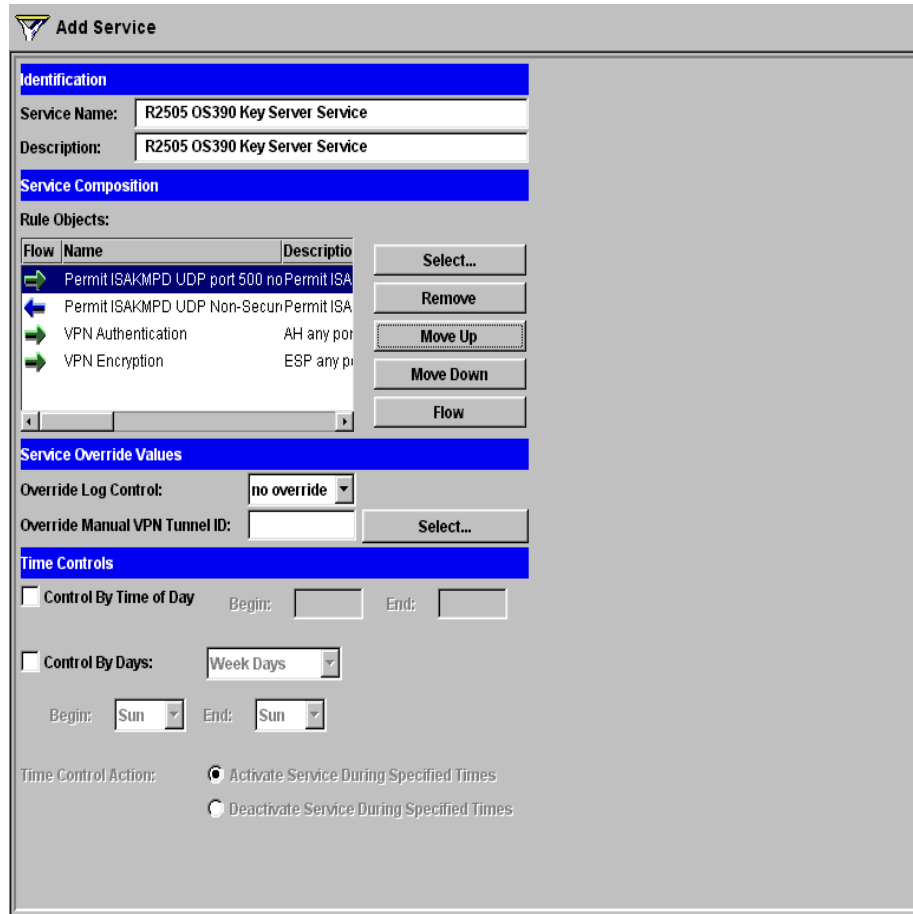 Add Service
Identification
Service Name: R2505 OS390 Key Server Service
Description: R2505 OS390 Key Server Service
Service Composition
Rule Objects:
Flow Name Descriptio
Permit ISAKMPD UDP port 500 no Permit ISA
Permit ISAKMPD UDP Non-Secur Permit ISA
VPN Authentication AH any por
VPN Encryption ESP any p
Select...
Remove
Move Up
Move Down
Flow
Service Override Values
Override Log Control: no override
Override Manual VPN Tunnel ID: Select...
Time Controls
Control By Time of Day Begin: End:
Control By Days: Week Days
Begin: Sun End: Sun
Time Control Action: Activate Service During Specified Times
Deactivate Service During Specified Times